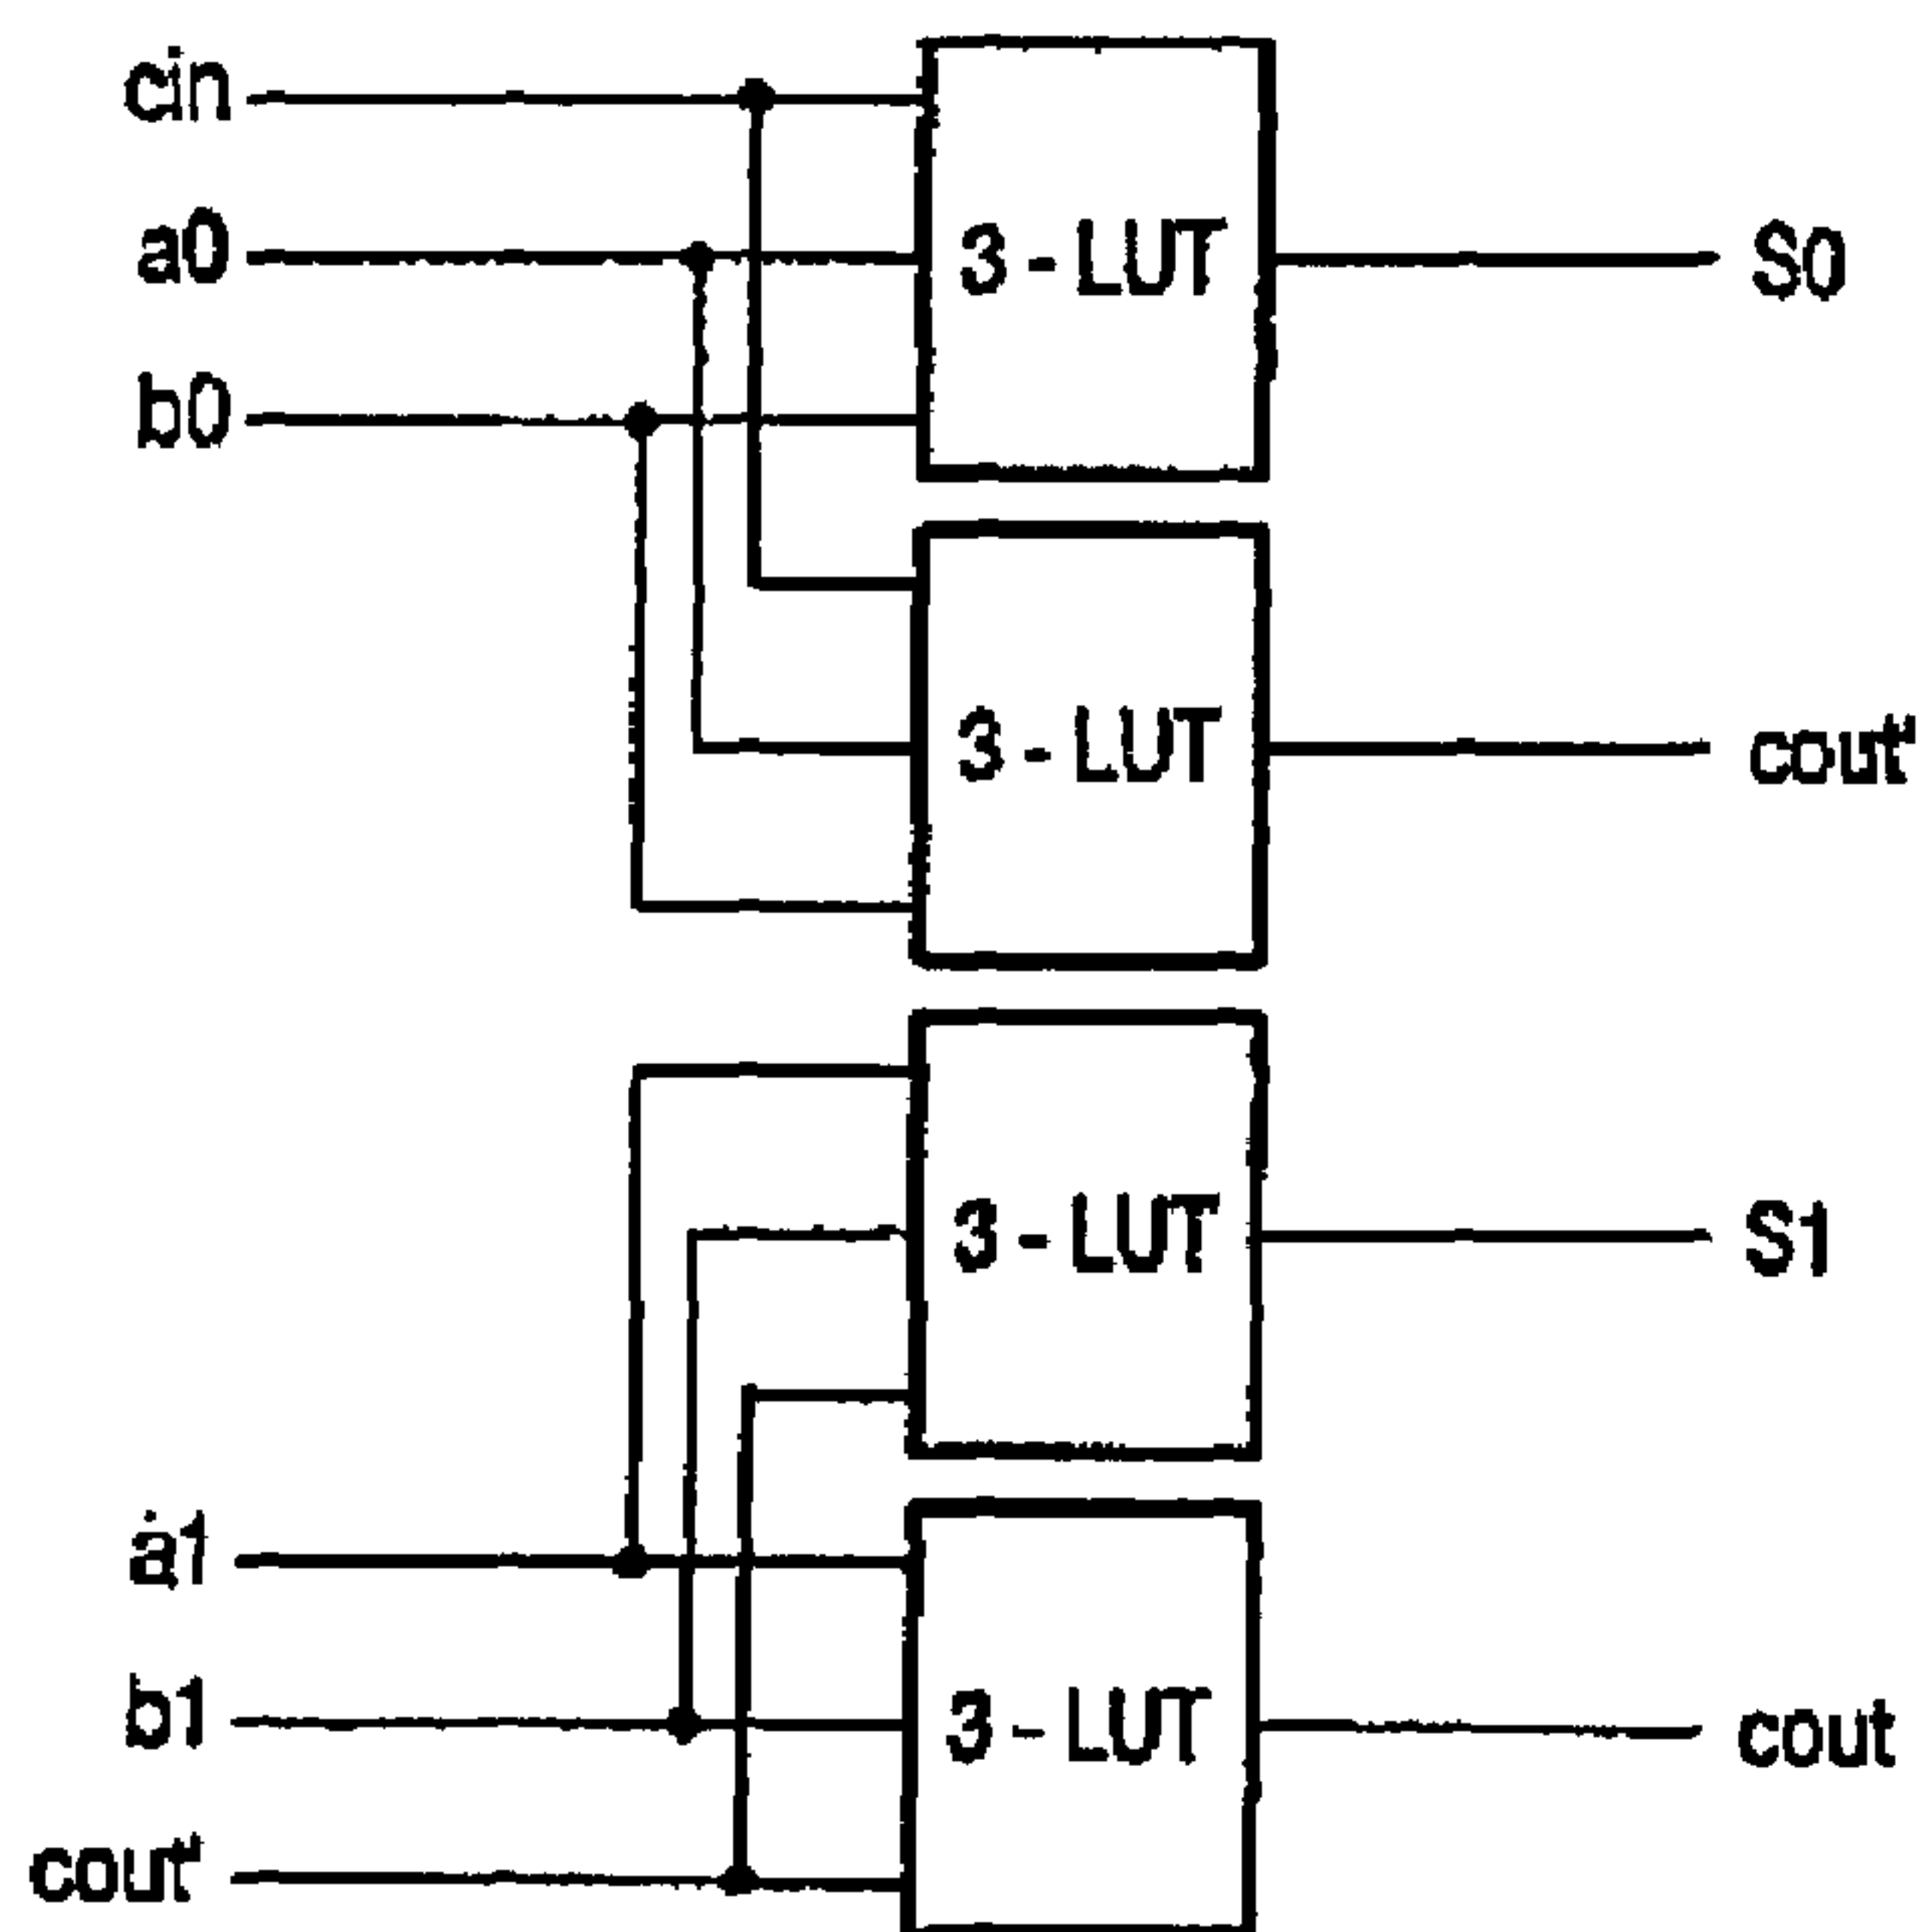 cin
a0
3 - LUT
S0
b0
3 - LUT
cout'
3 - LUT
S1
a1
b1
3 - LUT
cout
cout'